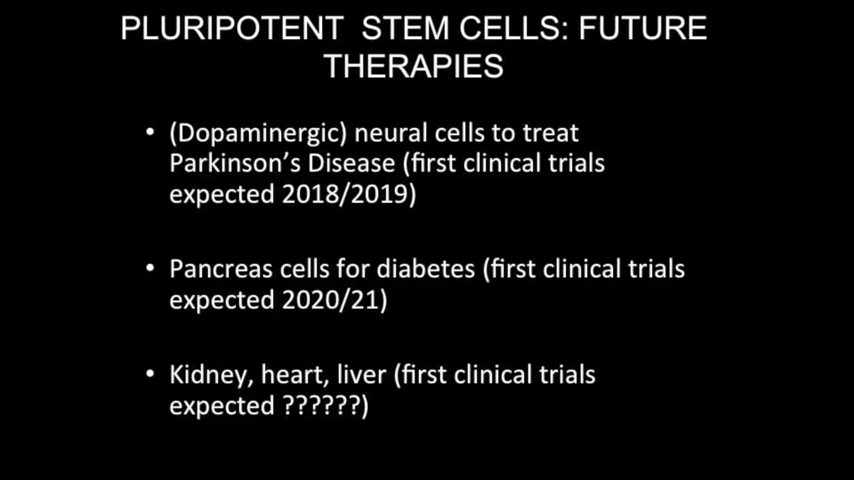 PLURIPOTENT STEM CELLS: FUTURE
THERAPIES
• (Dopaminergic) neural cells to treat
Parkinson’s Disease (first clinical trials
expected 2018/2019)
• Pancreas cells for diabetes (first clinical trials
expected 2020/21)
• Kidney, heart, liver (first clinical trials
expected ??????)